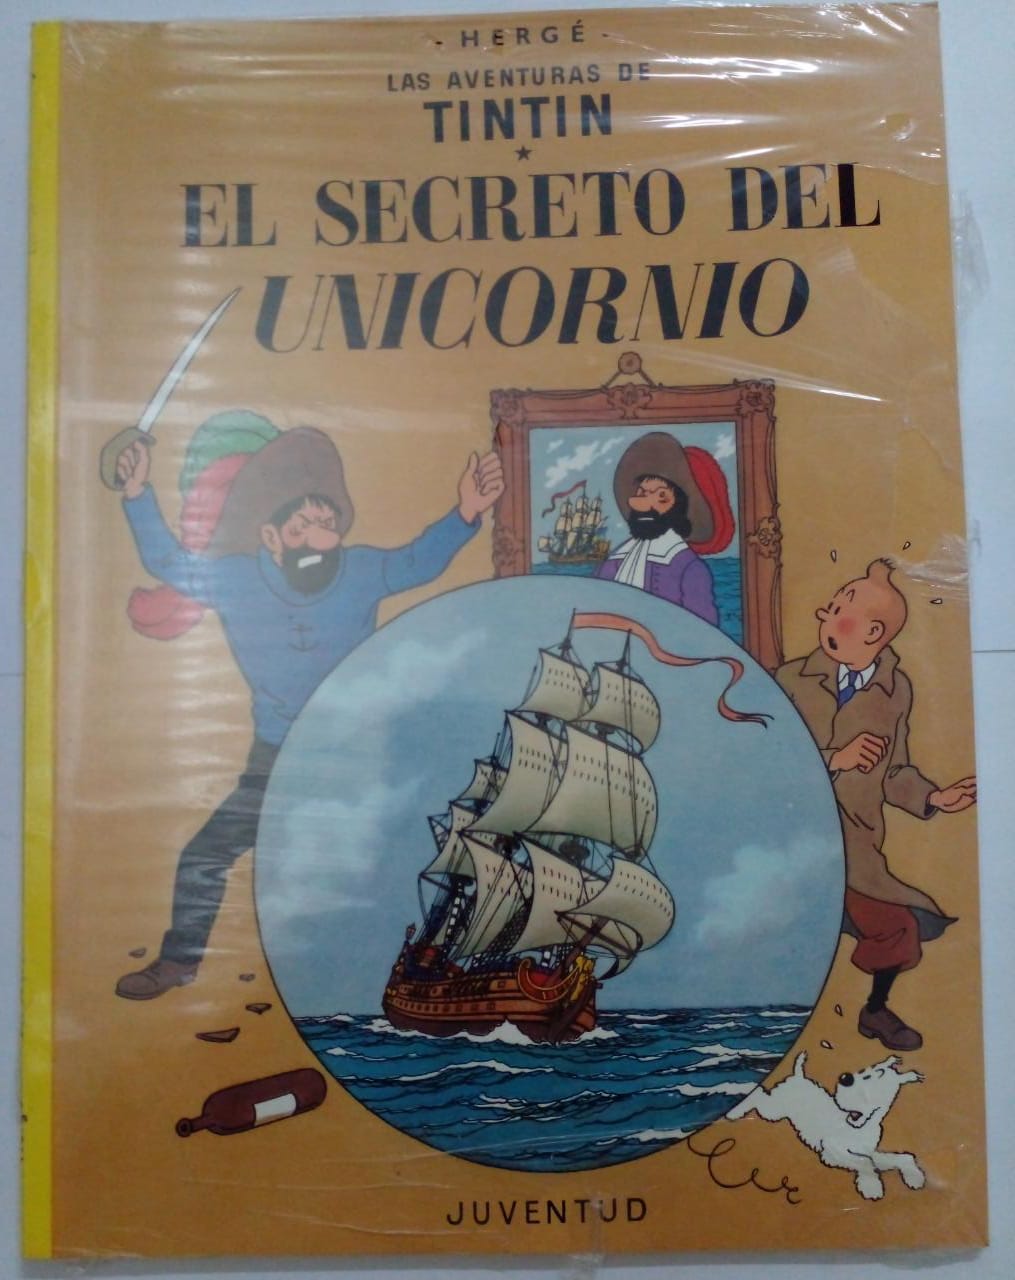 - HERGÉ -
LAS AVENTURAS DE
TINTIN
EL SECRETO DEL
UNICORNIO
JUVENTUD